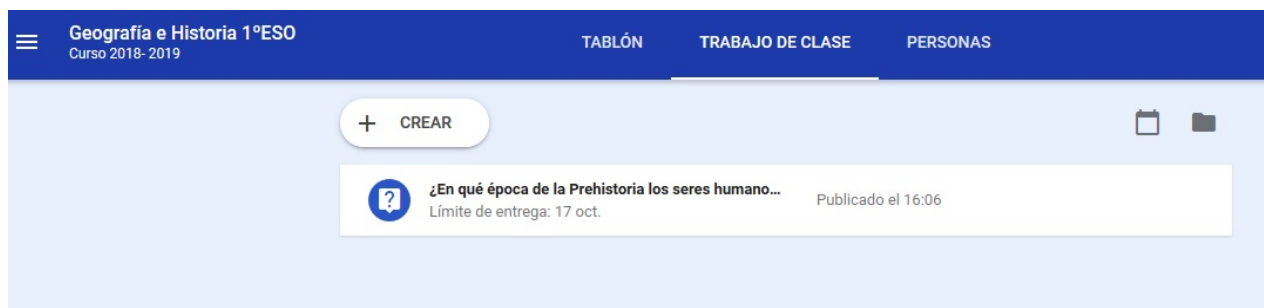 Geografía e Historia 1ºESO
Curso 2018- 2019
TABLÓN
TRABAJO DE CLASE
PERSONAS
CREAR
¿En qué época de la Prehistoria los seres humano...
Límite de entrega: 17 oct.
Publicado el 16:06